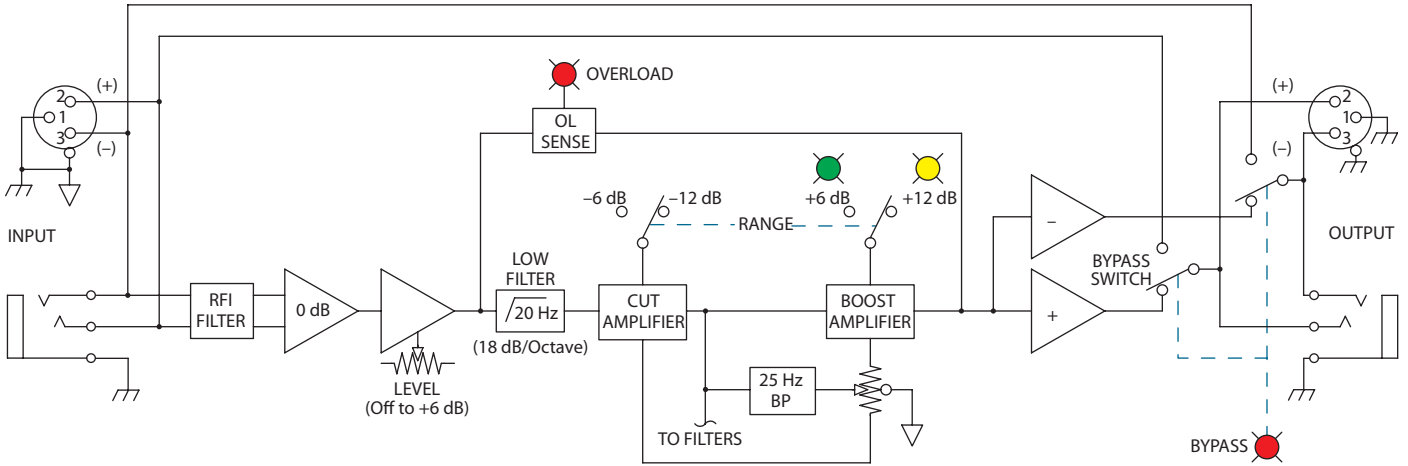 OVERLOAD
(+)
2
1
3
(–)
OL
SENSE
(+)
2
1
3
(–)
–6 dB
–12 dB
RANGE
+6 dB
+12 dB
INPUT
OUTPUT
–
+
BYPASS
SWITCH
RFI
FILTER
0 dB
LOW
FILTER
20 Hz
(18 dB/Octave)
CUT
AMPLIFIER
BOOST
AMPLIFIER
LEVEL
(Off to +6 dB)
25 Hz
BP
TO FILTERS
BYPASS